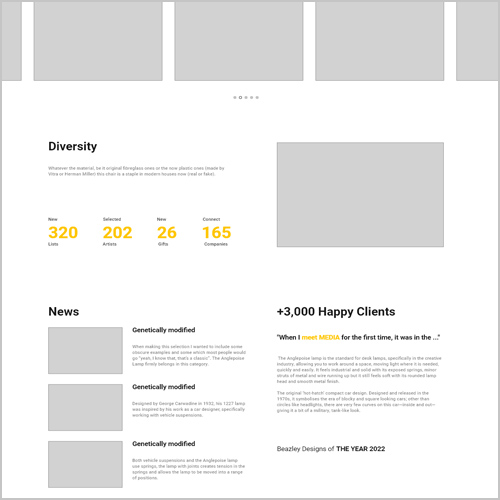 Diversity
Whatever the material, be it original fibreglass ones or the now plastic ones (made by
Vitra or Herman Miller) this chair is a staple in modern houses now (real or fake).
New
Selected
New
Connect
320
202
26
165
Lists
Artists
Gifts
Companies
News
Genetically modified
When making this selection I wanted to include some
obscure examples and some which most people would
go "yeah, I know that, that's a classic". The Anglepoise
Lamp firmly belongs in this category.
Genetically modified
Designed by George Carwadine in 1932, his 1227 lamp
was inspired by his work as a car designer, specifically
working with vehicle suspensions.
Genetically modified
Both vehicle suspensions and the Anglepoise lamp
use springs, the lamp with joints creates tension in the
springs and allows the lamp to be moved into a range
of positions.
+3,000 Happy Clients
"When I meet MEDIA for the first time, it was in the ..."
The Anglepoise lamp is the standard for desk lamps, specifically in the creative
industry, allowing you to work around a space, moving light where it is needed,
quickly and easily. It feels industrial and solid with its exposed springs, minor
struts of metal and wire running up but it still feels soft with its rounded lamp
head and smooth metal finish.
The original 'hot-hatch' compact car design. Designed and released in the
1970s, it symbolises the era of blocky and square looking cars; other then
circles like headlights, there are very few curves on this car—inside and out—
giving it a lot of a military, tank-like look.
Beazley Designs of THE YEAR 2022